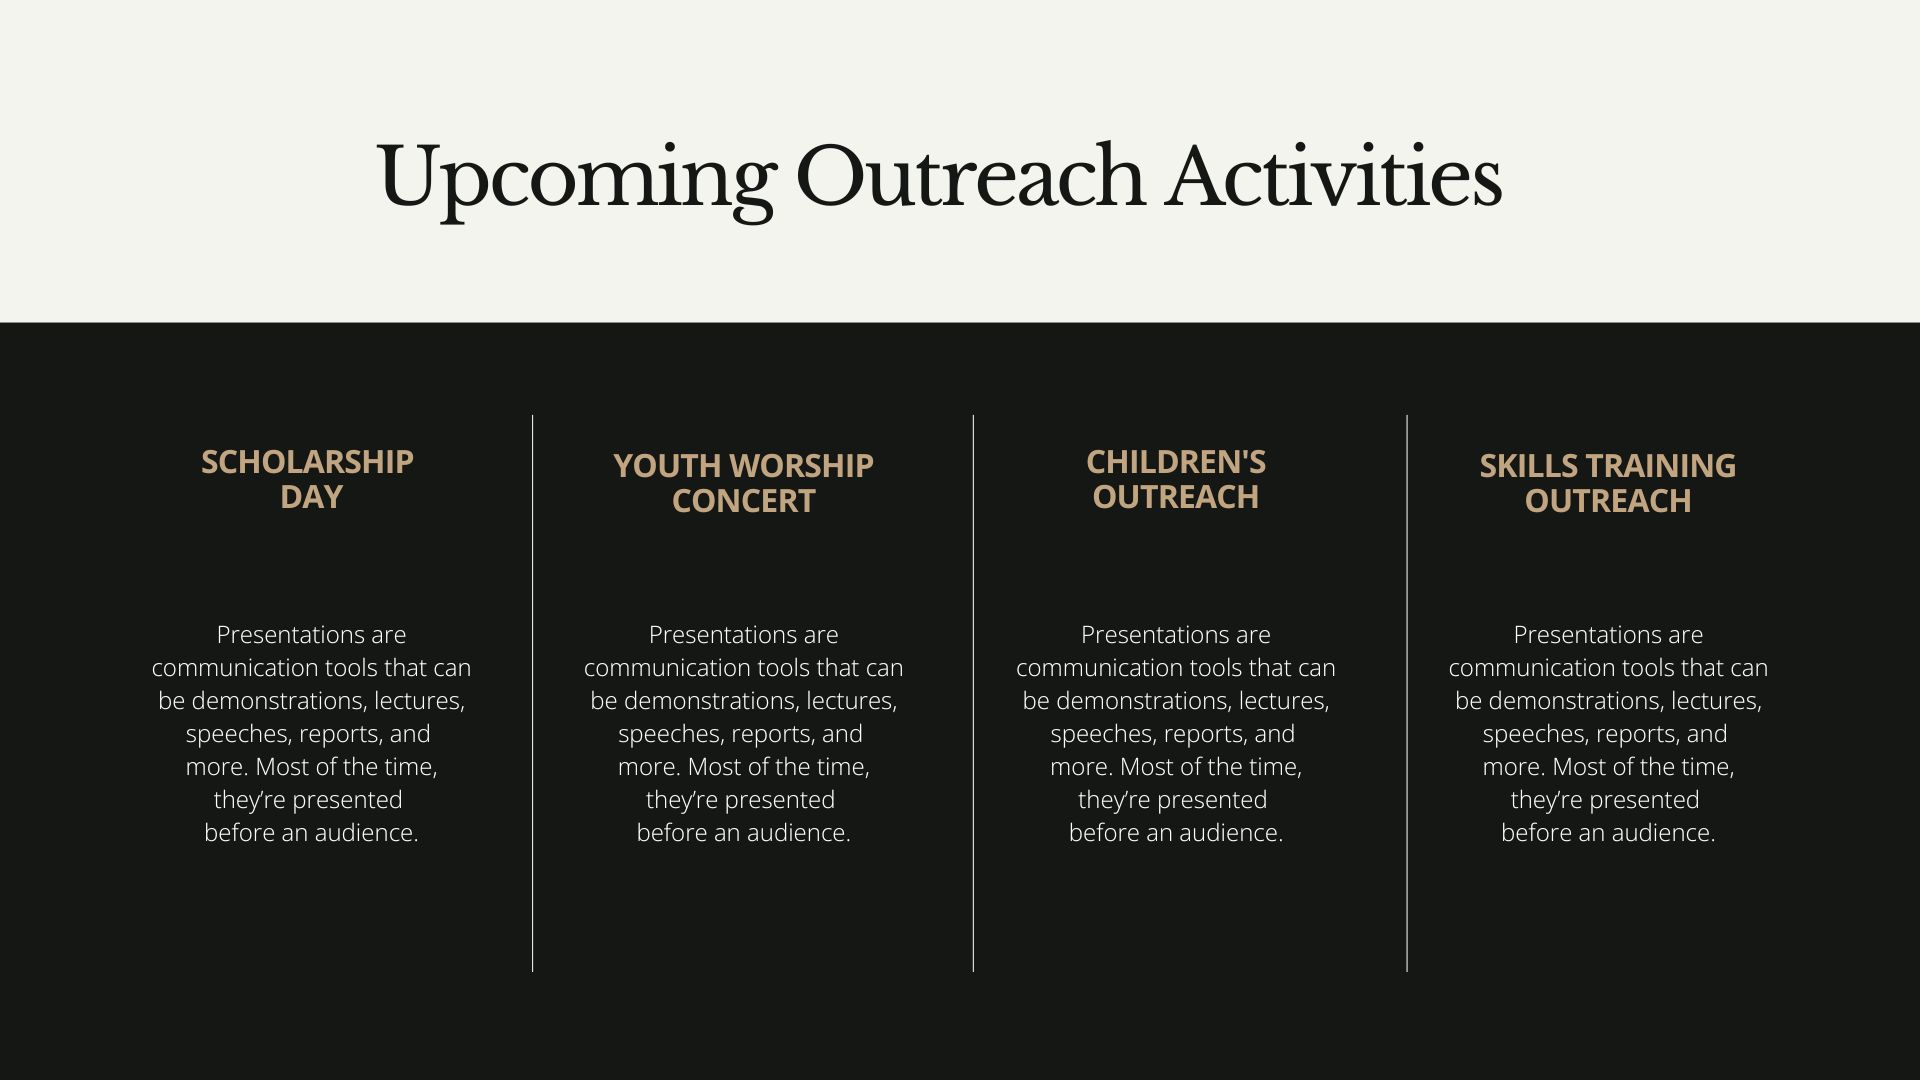 Upcoming Outreach Activities
SCHOLARSHIP
DAY
Presentations are
communication tools that can
be demonstrations, lectures,
speeches, reports, and
more. Most of the time,
they’re presented
before an audience.
YOUTH WORSHIP
CONCERT
Presentations are
communication tools that can
be demonstrations, lectures,
speeches, reports, and
more. Most of the time,
they’re presented
before an audience.
CHILDREN'S
OUTREACH
Presentations are
communication tools that can
be demonstrations, lectures,
speeches, reports, and
more. Most of the time,
they’re presented
before an audience.
SKILLS TRAINING
OUTREACH
Presentations are
communication tools that can
be demonstrations, lectures,
speeches, reports, and
more. Most of the time,
they’re presented
before an audience.